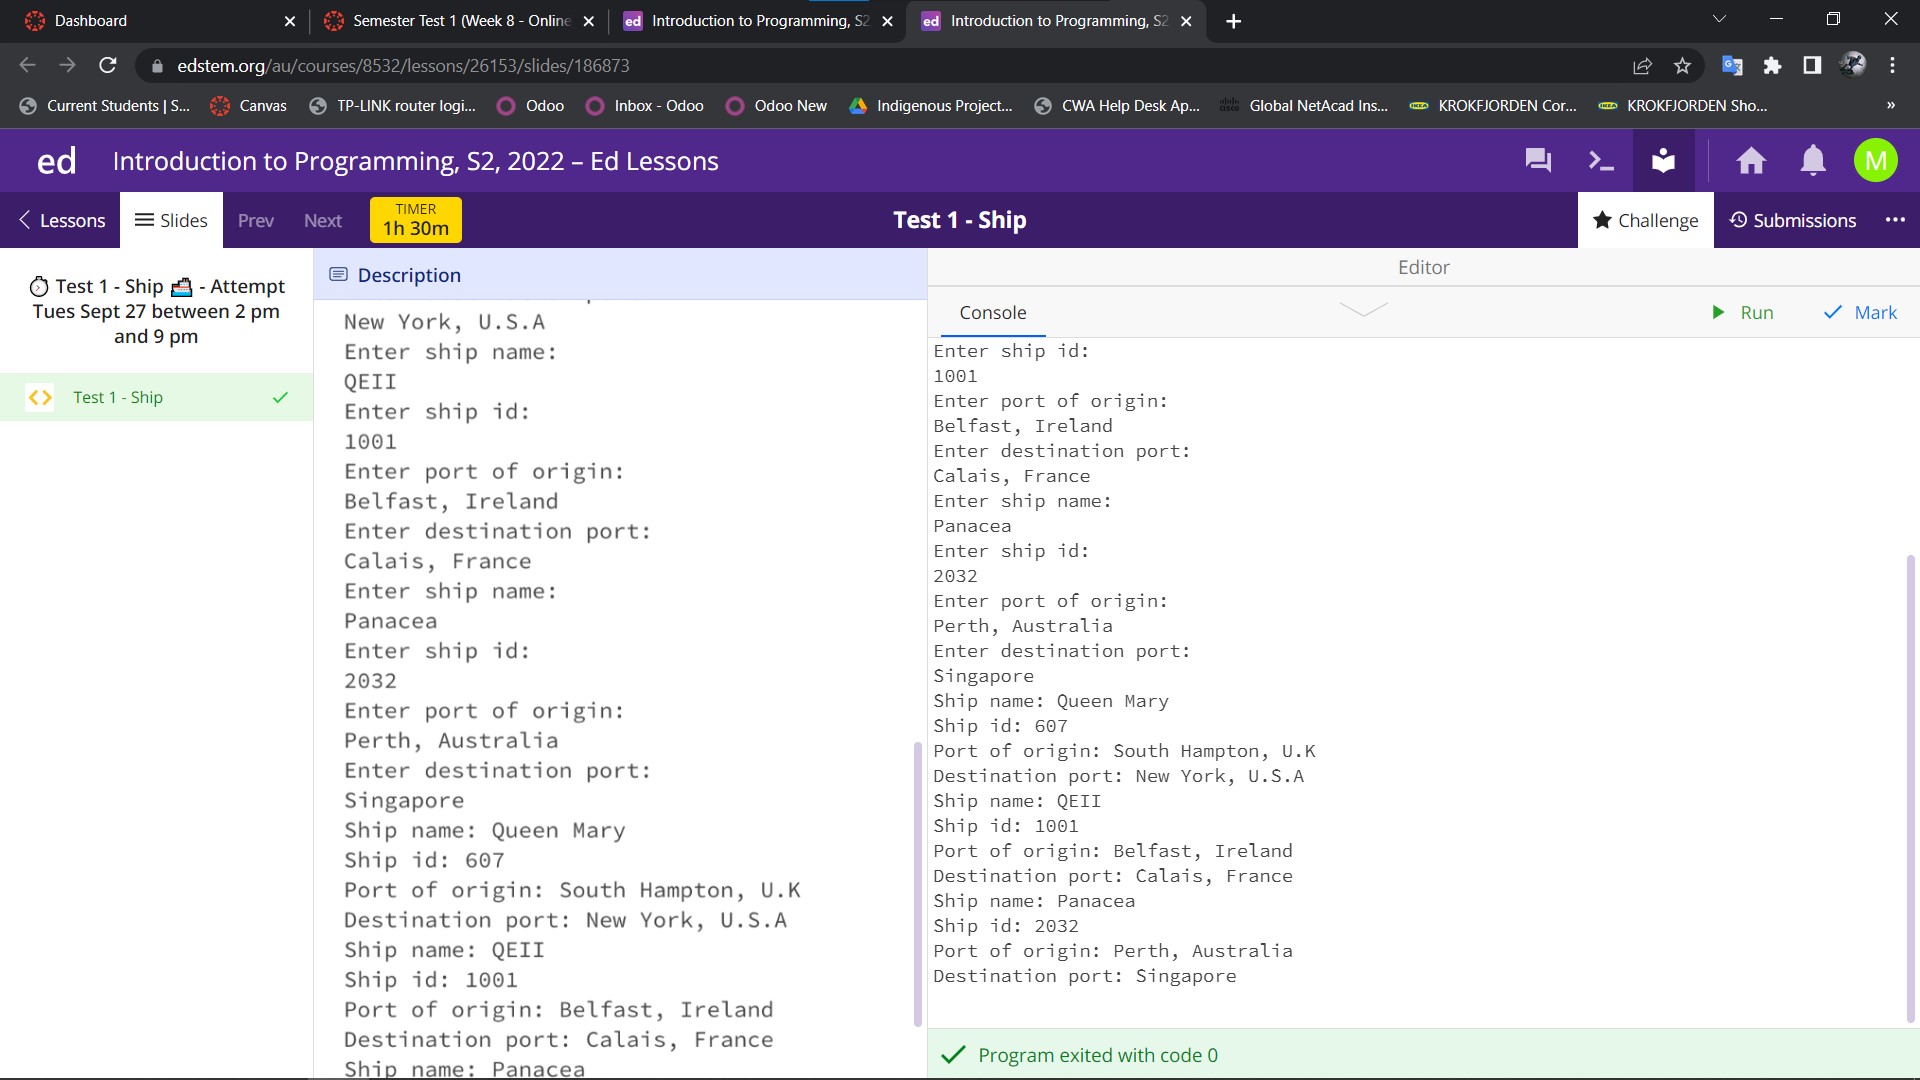 Dashboard
Semester Test 1 (Week 8 - Online
ed Introduction to Programming, S2
ed Introduction to Programming, S2
edstem.org/au/courses/8532/lessons/26153/slides/186873
Current Students | S...
Canvas
TP-LINK router logi...
Odoo
Inbox - Odoo
Odoo New
Indigenous Project...
CWA Help Desk Ap...
Global NetAcad Ins...
KROKFJORDEN Cor...
KROKFJORDEN Sho...
»
ed Introduction to Programming, S2, 2022 – Ed Lessons
M
Lessons
Slides
Prev
Next
TIMER
1h 30m
Test 1 - Ship
Challenge
Submissions
Test 1 - Ship 🚢 - Attempt
Tues Sept 27 between 2 pm
and 9 pm
Test 1 - Ship
Description
New York, U.S.A
Enter ship name:
QEII
Enter ship id:
1001
Enter port of origin:
Belfast, Ireland
Enter destination port:
Calais, France
Enter ship name:
Panacea
Enter ship id:
2032
Enter port of origin:
Perth, Australia
Enter destination port:
Singapore
Ship name: Queen Mary
Ship id: 607
Port of origin: South Hampton, U.K
Destination port: New York, U.S.A
Ship name: QEII
Ship id: 1001
Port of origin: Belfast, Ireland
Destination port: Calais, France
Ship name: Panacea
Editor
Console
Run
Mark
Enter ship id:
1001
Enter port of origin:
Belfast, Ireland
Enter destination port:
Calais, France
Enter ship name:
Panacea
Enter ship id:
2032
Enter port of origin:
Perth, Australia
Enter destination port:
Singapore
Ship name: Queen Mary
Ship id: 607
Port of origin: South Hampton, U.K
Destination port: New York, U.S.A
Ship name: QEII
Ship id: 1001
Port of origin: Belfast, Ireland
Destination port: Calais, France
Ship name: Panacea
Ship id: 2032
Port of origin: Perth, Australia
Destination port: Singapore
Program exited with code 0